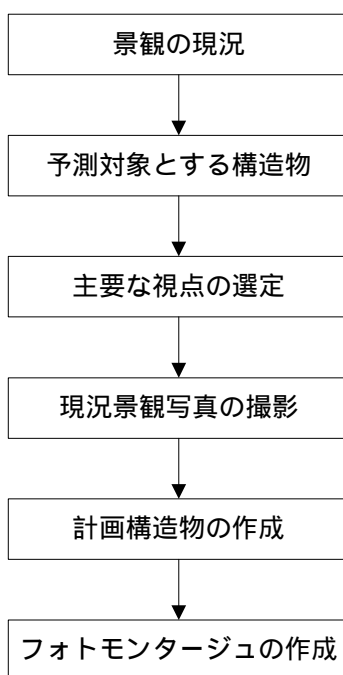 景観の現況
予測対象とする構造物
主要な視点の選定
現況景観写真の撮影
計画構造物の作成
フォトモンタージュの作成